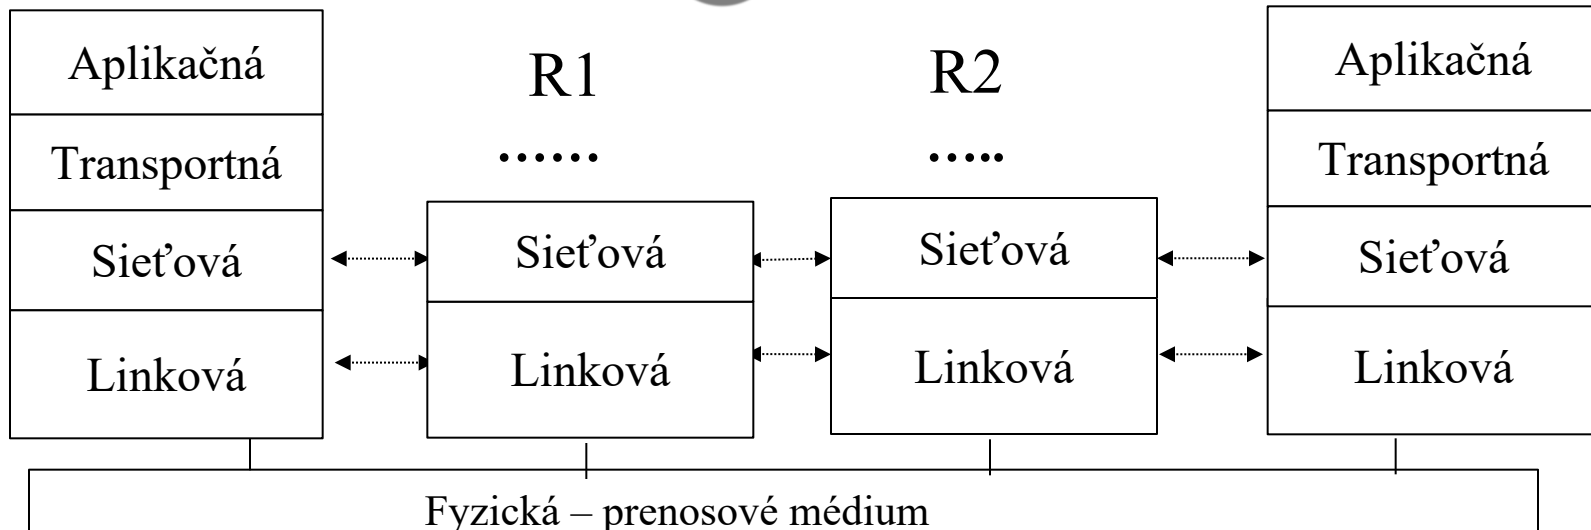 Aplikačná
Transportná
Sieťová
Linková
R1
......
Sieťová
Linková
R2
.....
Sieťová
Linková
Aplikačná
Transportná
Sieťová
Linková
Fyzická – prenosové médium